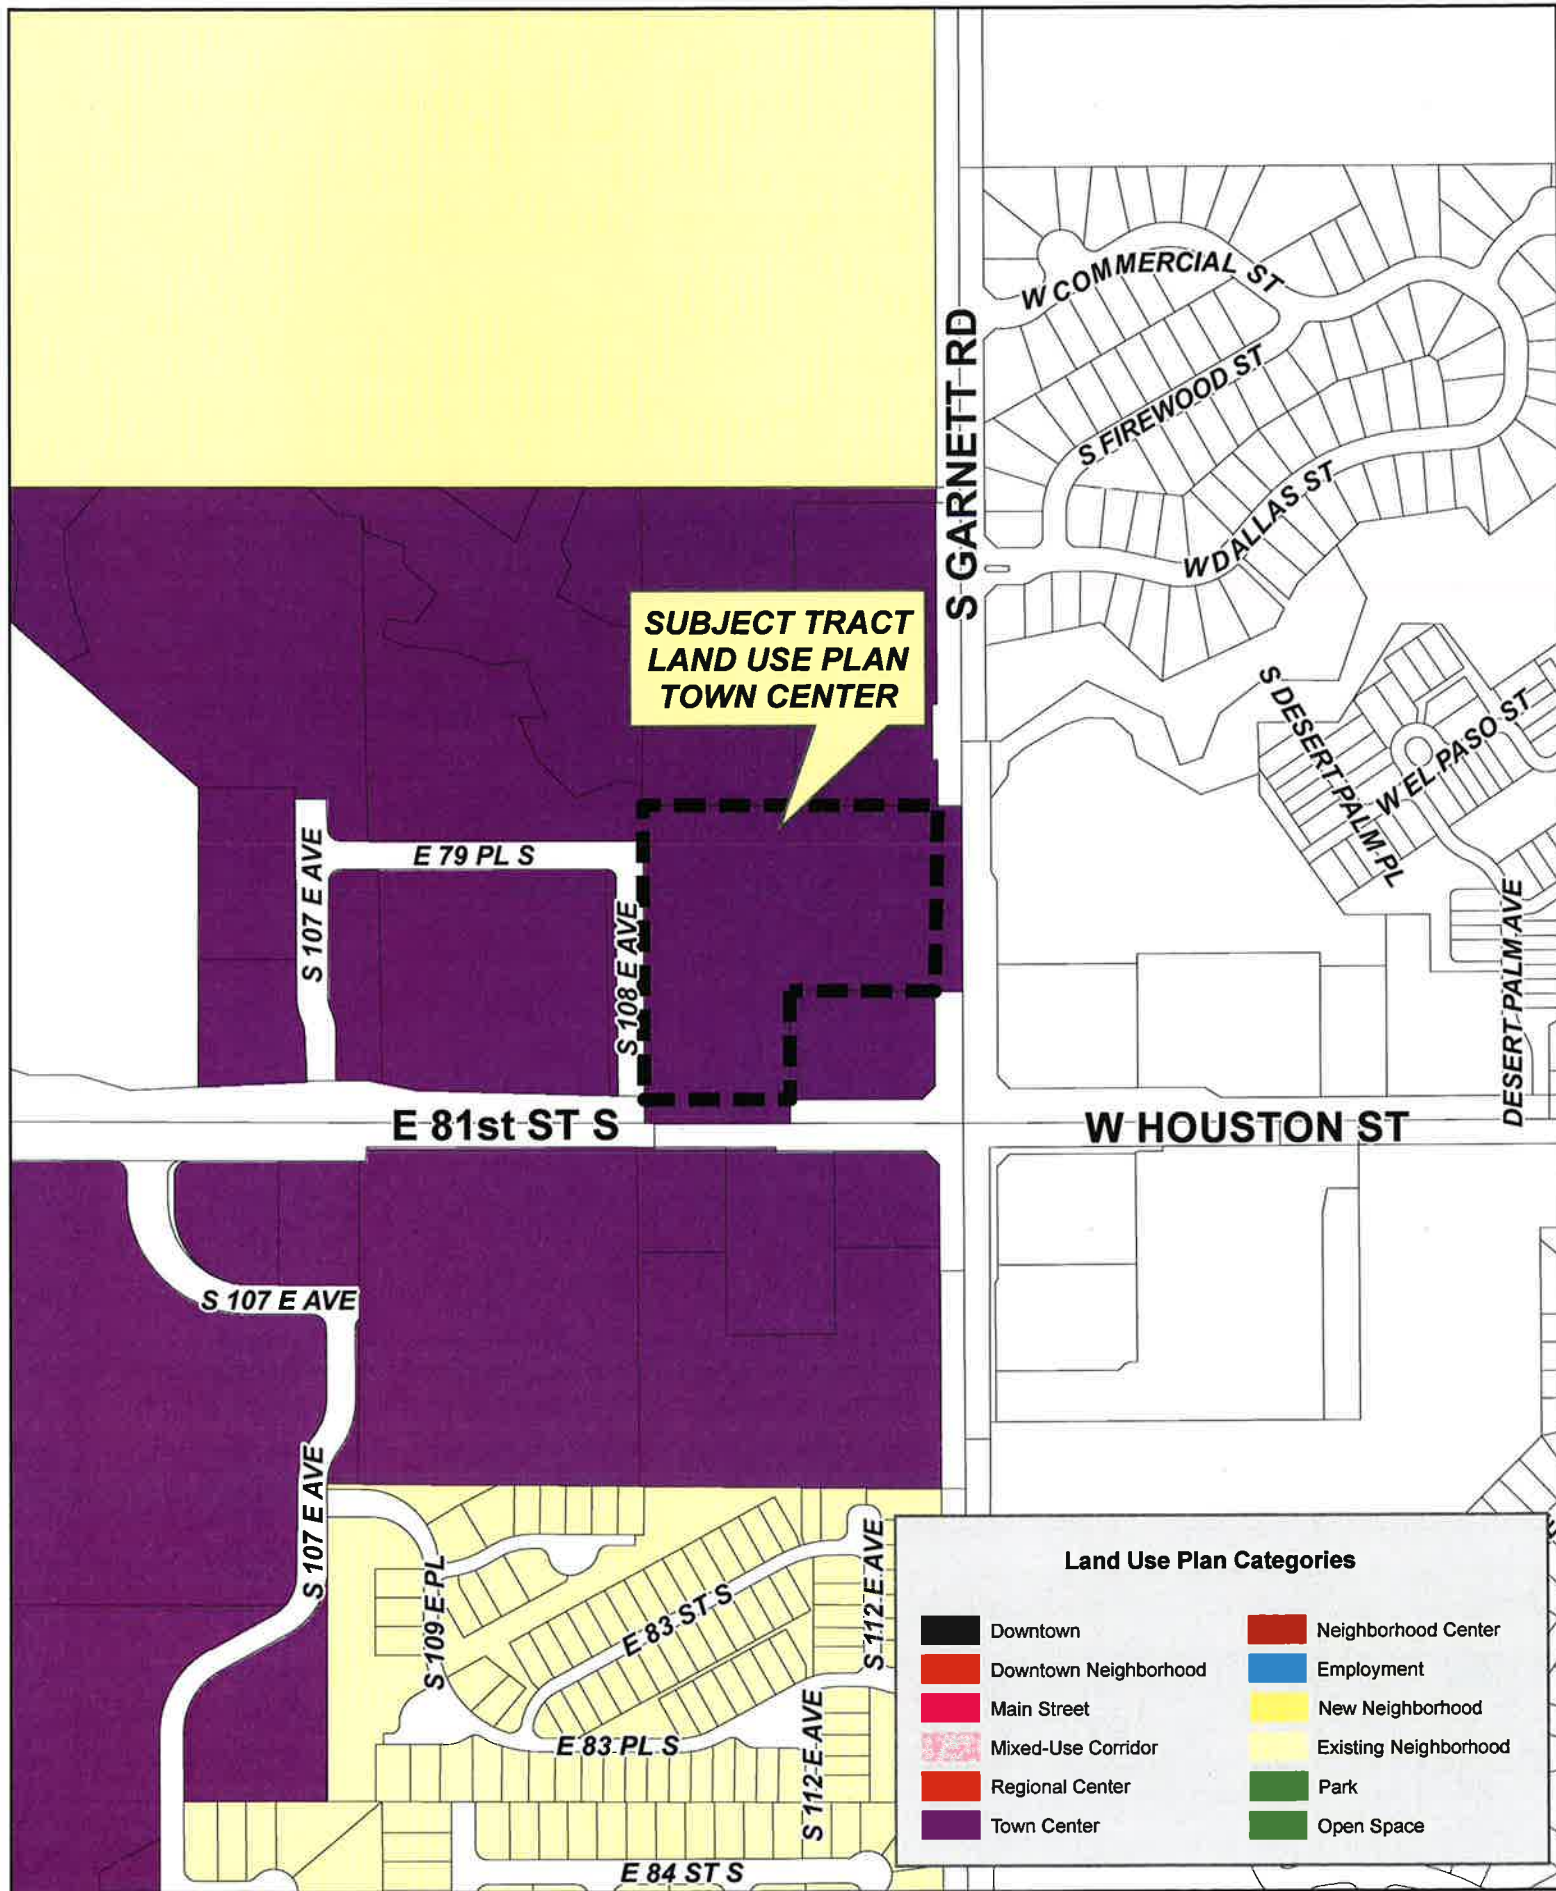 W COMMERCIAL ST
S GARNETT RD
S FIREWOOD ST
W DALLAS ST
SUBJECT TRACT
LAND USE PLAN
TOWN CENTER
S DESERT PALM PL
W EL PASO ST
E 79 PL S
S 107 E AVE
S 108 E AVE
DESERT PALM AVE
E 81st ST S
W HOUSTON ST
S 107 E AVE
S 107 E AVE
S 109 E PL
E 83 ST S
S 112 E AVE
E 83 PL S
S 112 E AVE
E 84 ST S
Land Use Plan Categories
Downtown
Downtown Neighborhood
Main Street
Mixed-Use Corridor
Regional Center
Town Center
Neighborhood Center
Employment
New Neighborhood
Existing Neighborhood
Park
Open Space